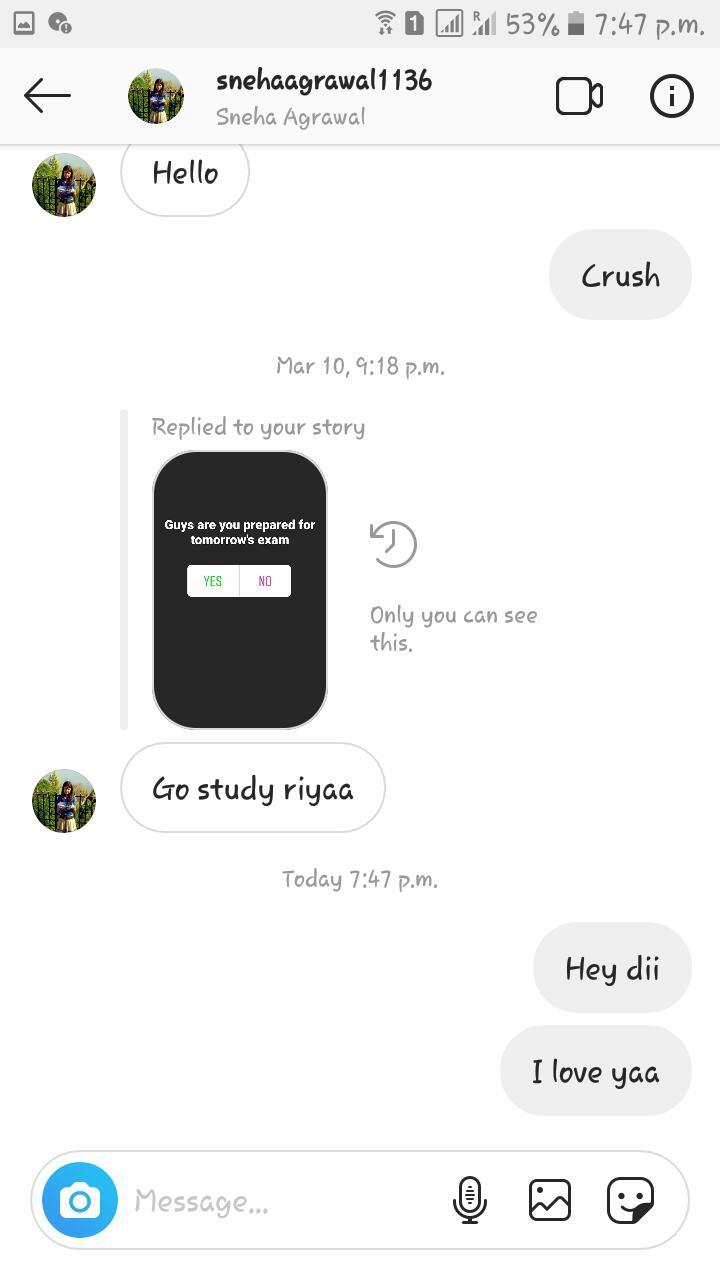 1 R 53% 7:47 p.m.
snehaagrawal1136
Sneha Agrawal
Hello
Crush
Mar 10, 9:18 p.m.
Replied to your story
Guys are you prepared for
tomorrow's exam
YES NO
Only you can see
this.
Go study riyaa
Today 7:47 p.m.
Hey dii
I love yaa
Message...